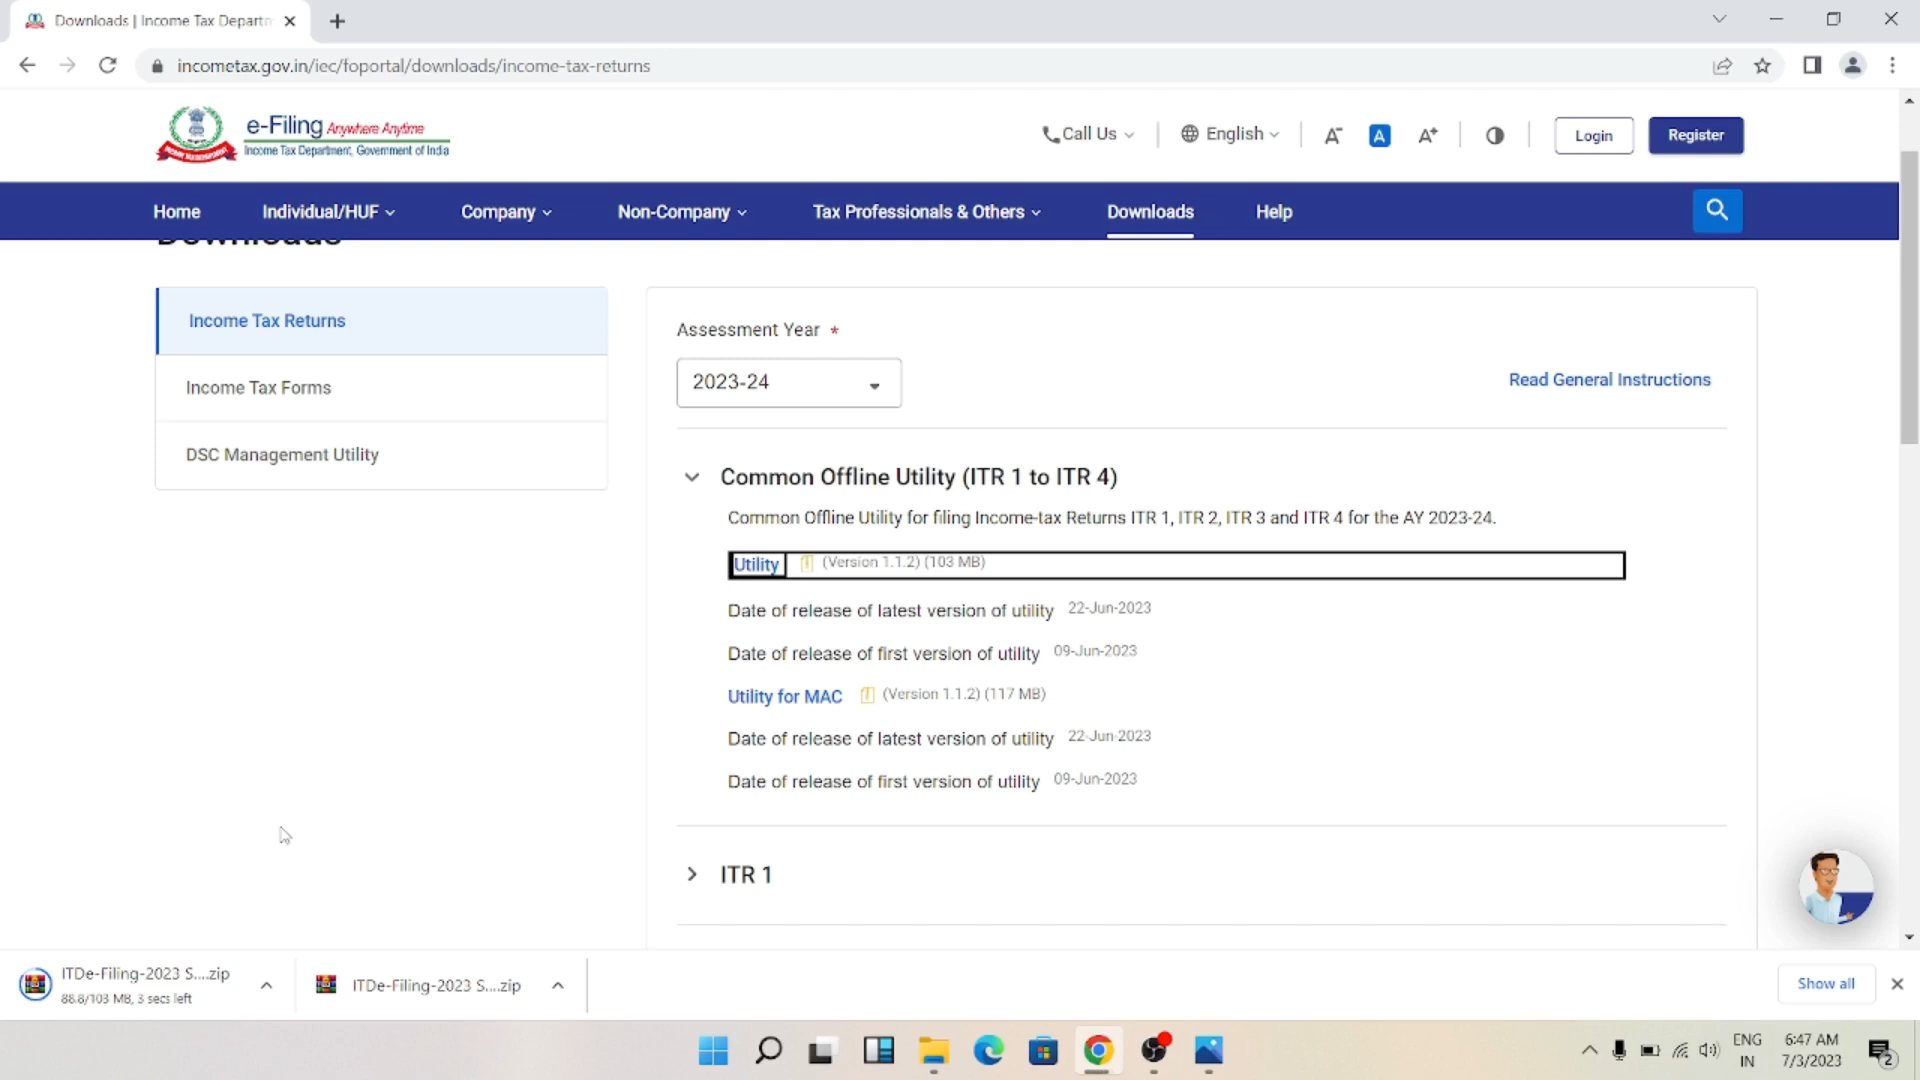 Downloads | Income Tax Departm
incometax.gov.in/iec/foportal/downloads/income-tax-returns
e-Filing Anywhere Anytime
Income Tax Department, Government of India
Call Us
English
A-
A
A+
Login
Register
Home
Individual/HUF
Company
Non-Company
Tax Professionals & Others
Downloads
Help
Downloads
Income Tax Returns
Income Tax Forms
DSC Management Utility
Assessment Year *
2023-24
Read General Instructions
Common Offline Utility (ITR 1 to ITR 4)
Common Offline Utility for filing Income-tax Returns ITR 1, ITR 2, ITR 3 and ITR 4 for the AY 2023-24.
Utility (Version 1.1.2) (103 MB)
Date of release of latest version of utility 22-Jun-2023
Date of release of first version of utility 09-Jun-2023
Utility for MAC (Version 1.1.2) (117 MB)
Date of release of latest version of utility 22-Jun-2023
Date of release of first version of utility 09-Jun-2023
ITR 1
ITDe-Filing-2023 S....zip
88.8/103 MB, 3 secs left
ITDe-Filing-2023 S....zip
Show all
ENG
IN
6:47 AM
7/3/2023
2